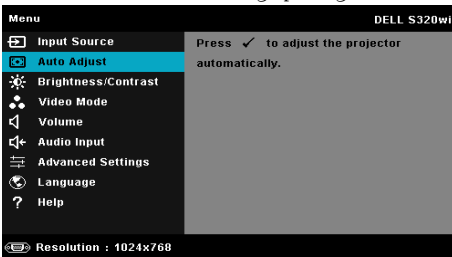 Menu DELL S320wi
Input Source
Auto Adjust
Brightness/Contrast
Video Mode
Volume
Audio Input
Advanced Settings
Language
? Help
Press ✓ to adjust the projector
automatically.
Resolution : 1024x768